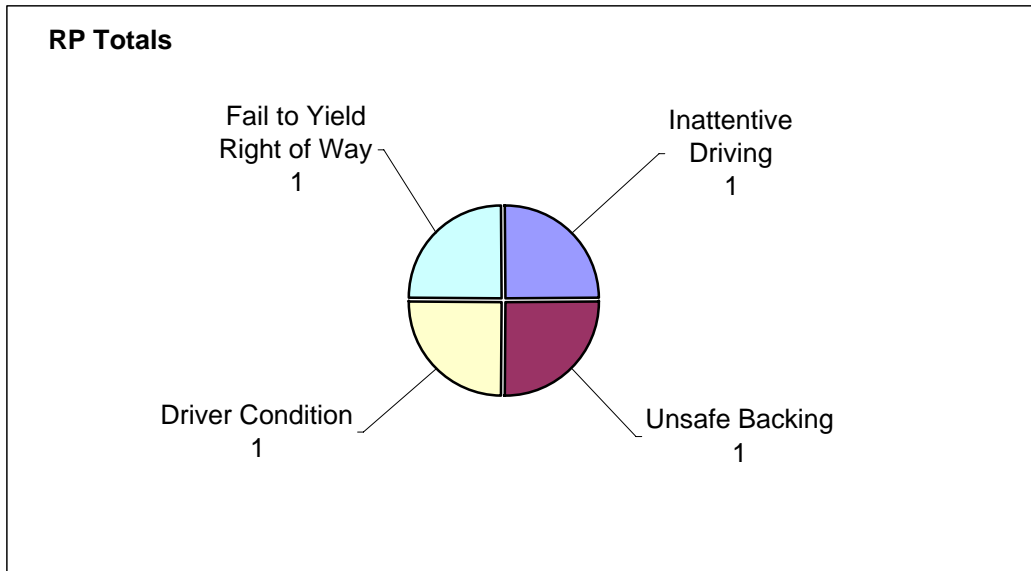 RP Totals
Fail to Yield
Right of Way
1
Inattentive
Driving
1
Driver Condition
1
Unsafe Backing
1